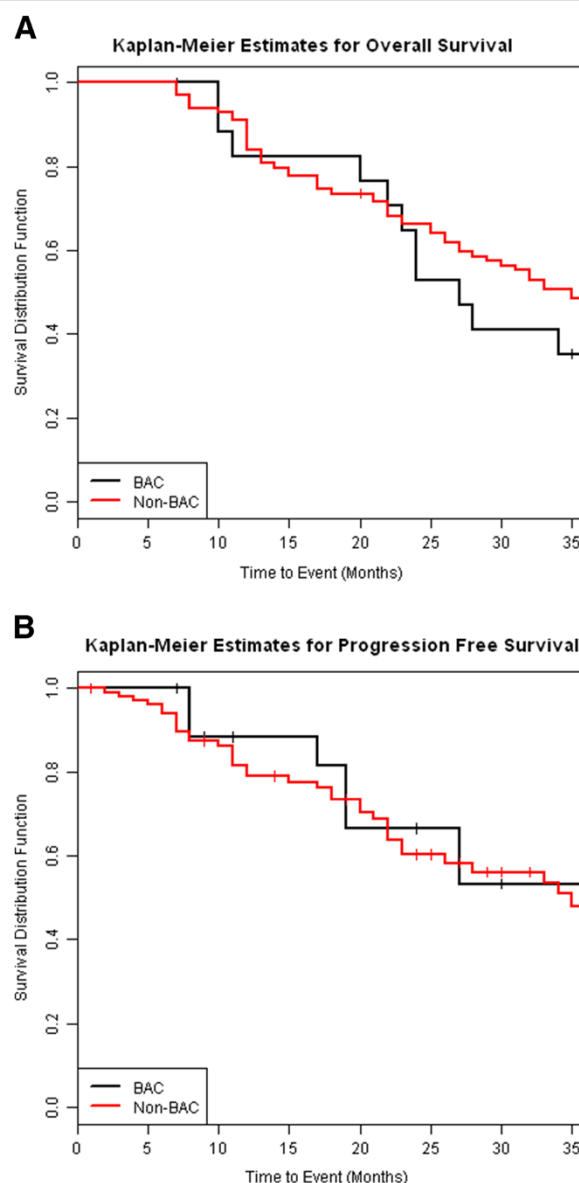 A
Kaplan-Meier Estimates for Overall Survival
Survival Distribution Function
1.0
0.8
0.6
0.4
0.2
0.0
BAC
Non-BAC
0 5 10 15 20 25 30 35
Time to Event (Months)
B
Kaplan-Meier Estimates for Progression Free Survival
Survival Distribution Function
1.0
0.8
0.6
0.4
0.2
0.0
BAC
Non-BAC
0 5 10 15 20 25 30 35
Time to Event (Months)